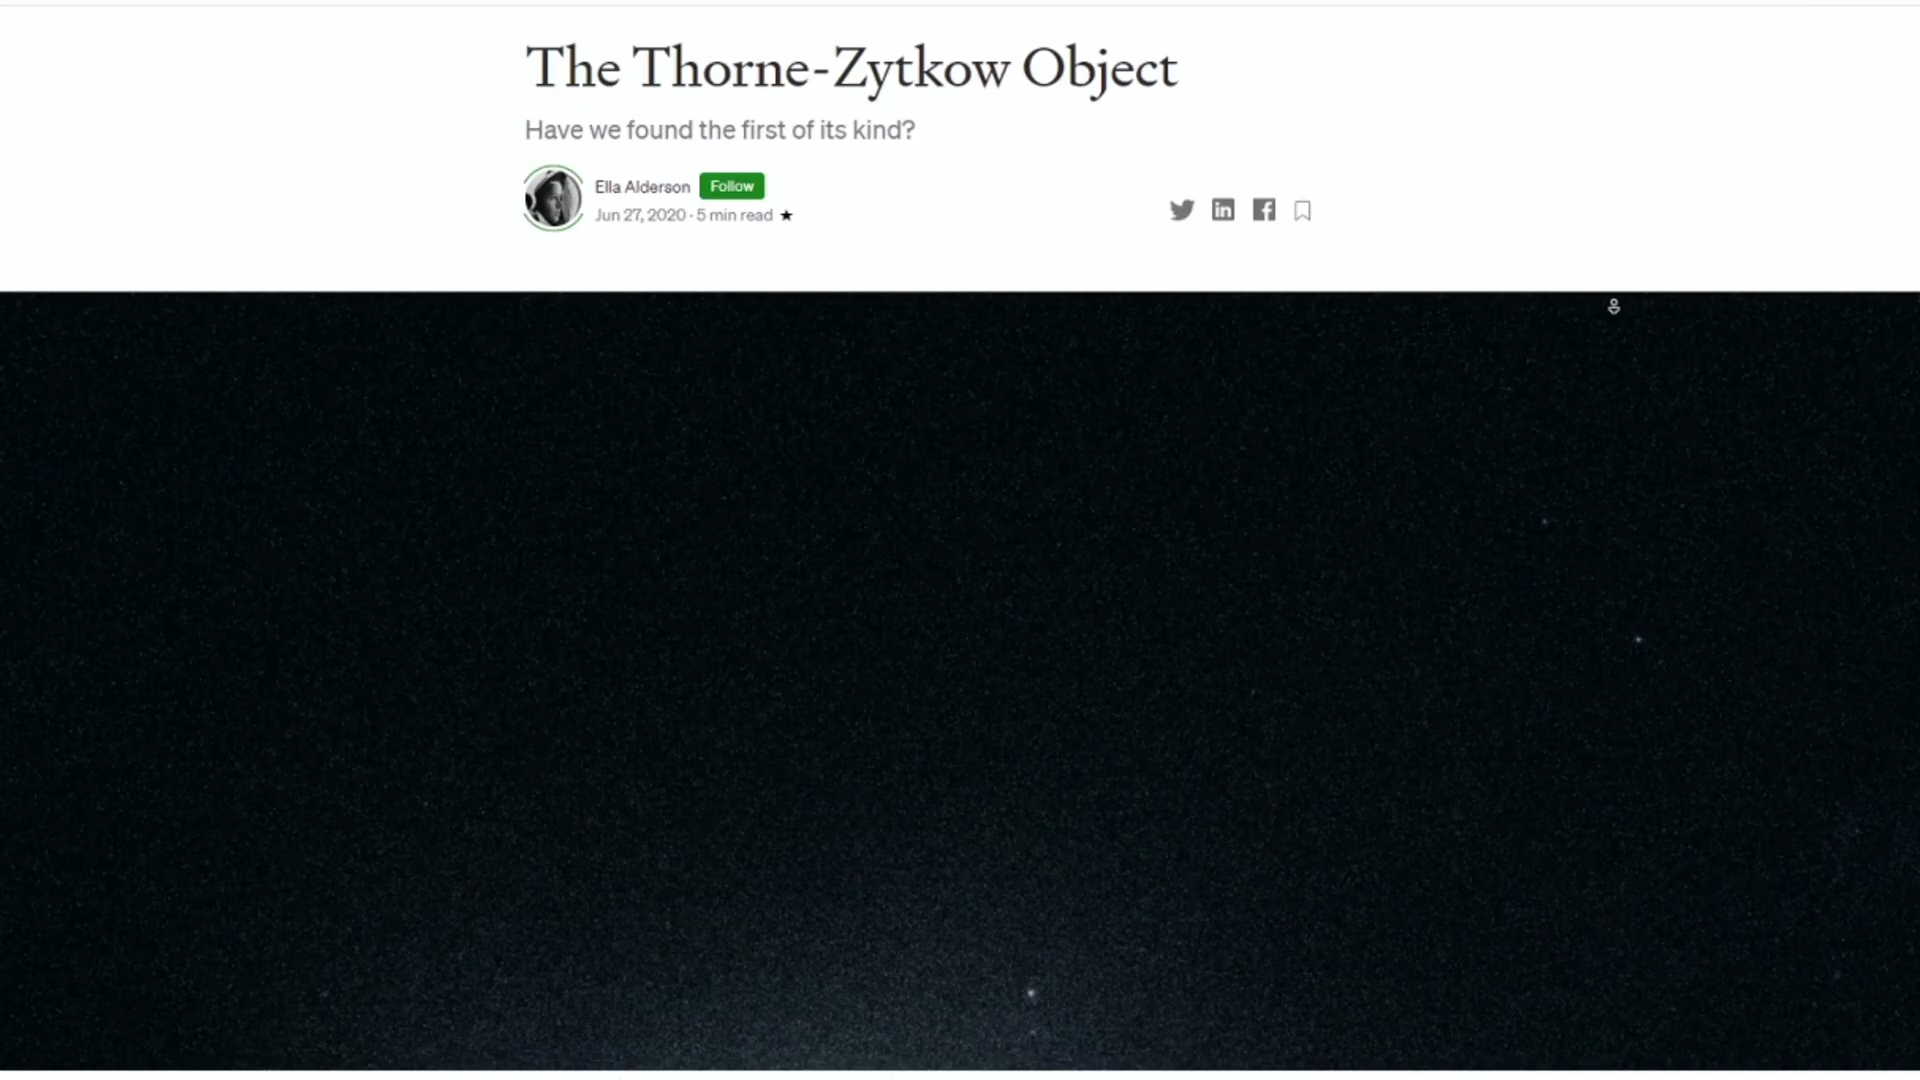 The Thorne-Zytkow Object
Have we found the first of its kind?
Ella Alderson Follow
Jun 27, 2020 · 5 min read ★